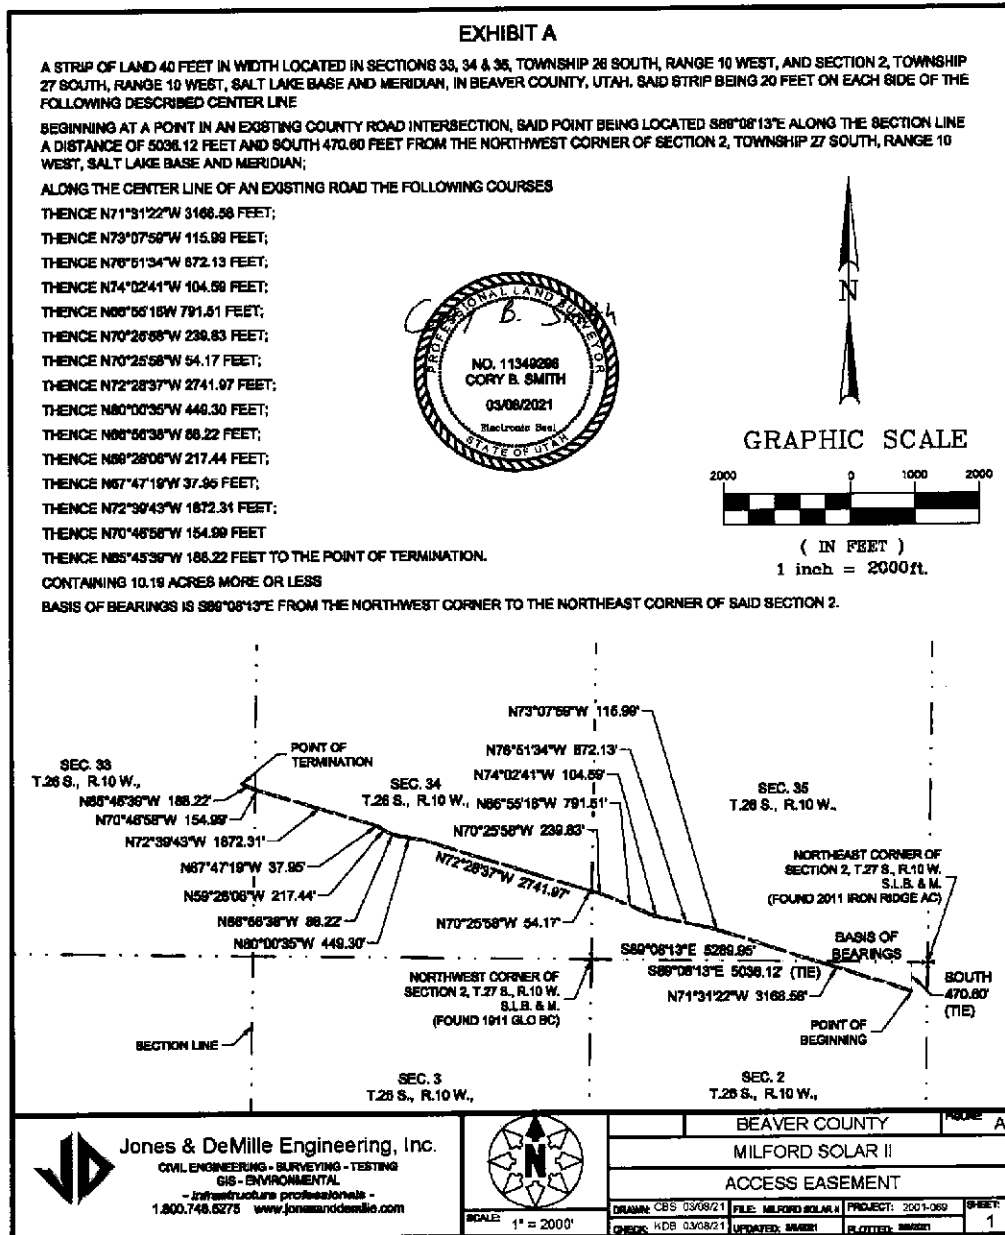 EXHIBIT A
A STRIP OF LAND 40 FEET IN WIDTH LOCATED IN SECTIONS 33, 34 & 35, TOWNSHIP 26 SOUTH, RANGE 10 WEST, AND SECTION 2, TOWNSHIP
27 SOUTH, RANGE 10 WEST, SALT LAKE BASE AND MERIDIAN, IN BEAVER COUNTY, UTAH. SAID STRIP BEING 20 FEET ON EACH SIDE OF THE
FOLLOWING DESCRIBED CENTER LINE
BEGINNING AT A POINT IN AN EXISTING COUNTY ROAD INTERSECTION, SAID POINT BEING LOCATED S89°08'13"E ALONG THE SECTION LINE
A DISTANCE OF 5036.12 FEET AND SOUTH 470.60 FEET FROM THE NORTHWEST CORNER OF SECTION 2, TOWNSHIP 27 SOUTH, RANGE 10
WEST, SALT LAKE BASE AND MERIDIAN;
ALONG THE CENTER LINE OF AN EXISTING ROAD THE FOLLOWING COURSES
THENCE N71°31'22"W 3168.58 FEET;
THENCE N73°07'59"W 115.99 FEET;
THENCE N76°51'34"W 872.13 FEET;
THENCE N74°02'41"W 104.59 FEET;
THENCE N66°55'18"W 791.51 FEET;
THENCE N70°25'58"W 239.83 FEET;
THENCE N70°25'58"W 54.17 FEET;
THENCE N72°28'37"W 2741.97 FEET;
THENCE N80°00'35"W 449.30 FEET;
THENCE N66°56'38"W 88.22 FEET;
THENCE N59°28'06"W 217.44 FEET;
THENCE N67°47'19"W 37.95 FEET;
THENCE N72°39'43"W 1872.31 FEET;
THENCE N70°46'58"W 154.99 FEET
THENCE N85°45'39"W 188.22 FEET TO THE POINT OF TERMINATION.
CONTAINING 10.19 ACRES MORE OR LESS
BASIS OF BEARINGS IS S89°08'13"E FROM THE NORTHWEST CORNER TO THE NORTHEAST CORNER OF SAID SECTION 2.
PROFESSIONAL LAND SURVEYOR
Cory B. Smith
NO. 11349296
CORY B. SMITH
03/08/2021
Electronic Seal
STATE OF UTAH
N
GRAPHIC SCALE
2000 0 1000 2000
( IN FEET )
1 inch = 2000ft.
N73°07'59"W 115.99'
N76°51'34"W 872.13'
N74°02'41"W 104.59'
N66°55'18"W 791.51'
N70°25'58"W 239.83'
POINT OF
TERMINATION
SEC. 33
T.26 S., R.10 W.,
SEC. 34
T.26 S., R.10 W.,
SEC. 35
T.26 S., R.10 W.,
N85°45'39"W 188.22'
N70°46'58"W 154.99'
N72°39'43"W 1872.31'
N67°47'19"W 37.95'
N59°28'06"W 217.44'
N66°56'38"W 88.22'
N80°00'35"W 449.30'
N72°28'37"W 2741.97'
N70°25'58"W 54.17'
NORTHEAST CORNER OF
SECTION 2, T.27 S., R.10 W.
S.L.B. & M.
(FOUND 2011 IRON RIDGE AC)
BASIS OF
BEARINGS
S89°08'13"E 5289.95'
S89°08'13"E 5036.12' (TIE)
N71°31'22"W 3168.58'
SOUTH
470.60'
(TIE)
POINT OF
BEGINNING
NORTHWEST CORNER OF
SECTION 2, T.27 S., R.10 W.
S.L.B. & M.
(FOUND 1911 GLO BC)
SECTION LINE
SEC. 3
T.26 S., R.10 W.,
SEC. 2
T.26 S., R.10 W.,
JD
Jones & DeMille Engineering, Inc.
CIVIL ENGINEERING - SURVEYING - TESTING
GIS - ENVIRONMENTAL
- infrastructure professionals -
1.800.748.5275 www.jonesanddemille.com
N
SCALE: 1" = 2000'
BEAVER COUNTY
FIGURE: A
MILFORD SOLAR II
ACCESS EASEMENT
DRAWN: CBS 03/08/21 FILE: MILFORD SOLAR II PROJECT: 2001-069 SHEET: 1
CHECK: KDB 03/08/21 UPDATED: PLOTTED: